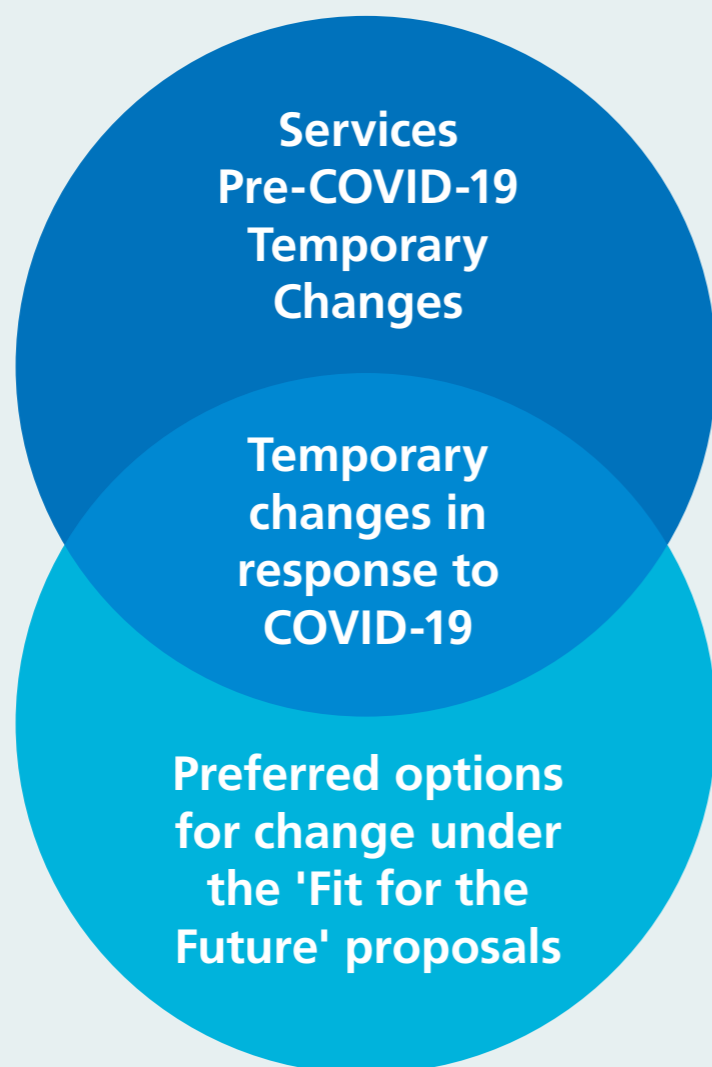 Services
Pre-COVID-19
Temporary
Changes
Temporary
changes in
response to
COVID-19
Preferred options
for change under
the 'Fit for the
Future' proposals